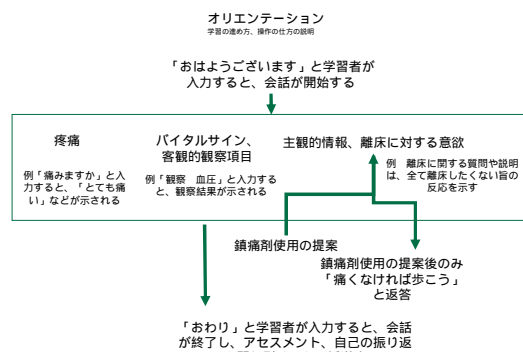 オリエンテーション
学習の進め方、操作の仕方の説明
「おはようございます」と学習者が
入力すると、会話が開始する
疼痛
例「痛みますか」と入
力すると、「とても痛
い」などが示される
バイタルサイン、
客観的観察項目
例「観察　血圧」と入力する
と、観察結果が示される
主観的情報、離床に対する意欲
例　離床に関する質問や説明
は、全て離床したくない旨の
反応を示す
鎮痛剤使用の提案
鎮痛剤使用の提案後のみ
「痛くなければ歩こう」
と返答
「おわり」と学習者が入力すると、会話
が終了し、アセスメント、自己の振り返